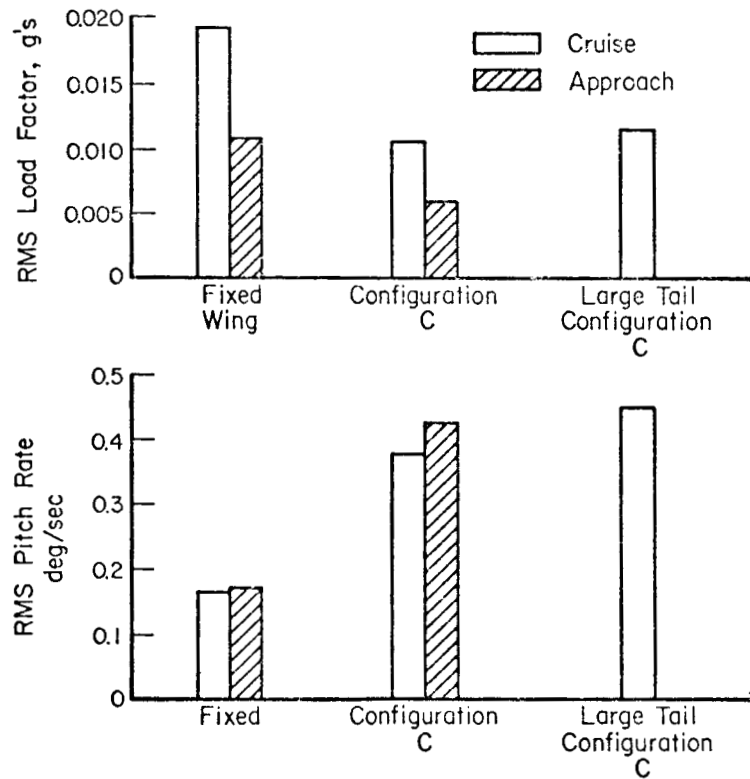 RMS Load Factor, g's
0.020
0.015
0.010
0.005
0
Cruise
Approach
Fixed
Wing
Configuration
C
Large Tail
Configuration
C
RMS Pitch Rate
deg/sec
0.5
0.4
0.3
0.2
0.1
0
Fixed
Configuration
C
Large Tail
Configuration
C